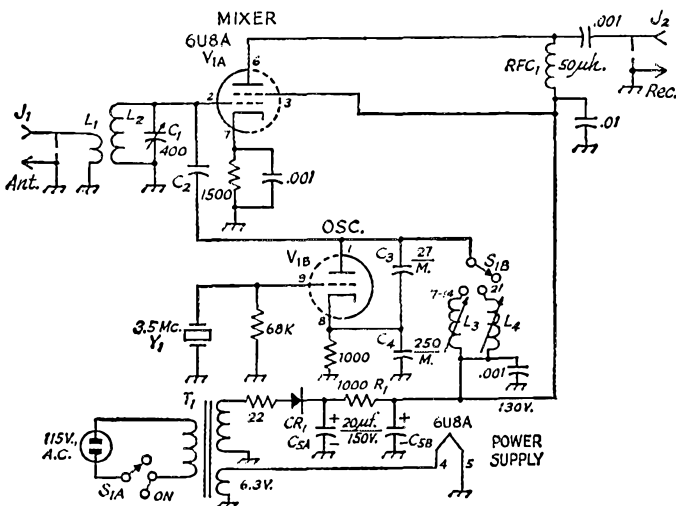 MIXER
6U8A
V1A
6
2
3
7
J1
L1
L2
C1
400
Ant.
C2
1500
.001
.001
J2
RFC1
50µh.
Rec.
.01
OSC.
V1B
1
9
8
C3
27
M.
C4
250
M.
S1B
7-14
21
L3
L4
.001
3.5 Mc.
Y1
68K
1000
T1
22
CR1
1000 R1
130V.
115V.
A.C.
S1A
ON
C5A
+
-
20µf.
150V.
+
C5B
6U8A
4
5
POWER
SUPPLY
6.3V.